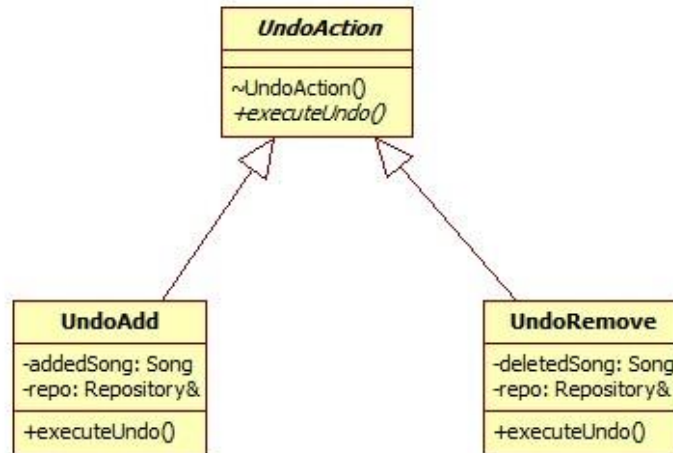 UndoAction
~UndoAction()
+executeUndo()
UndoAdd
-addedSong: Song
-repo: Repository&
+executeUndo()
UndoRemove
-deletedSong: Song
-repo: Repository&
+executeUndo()